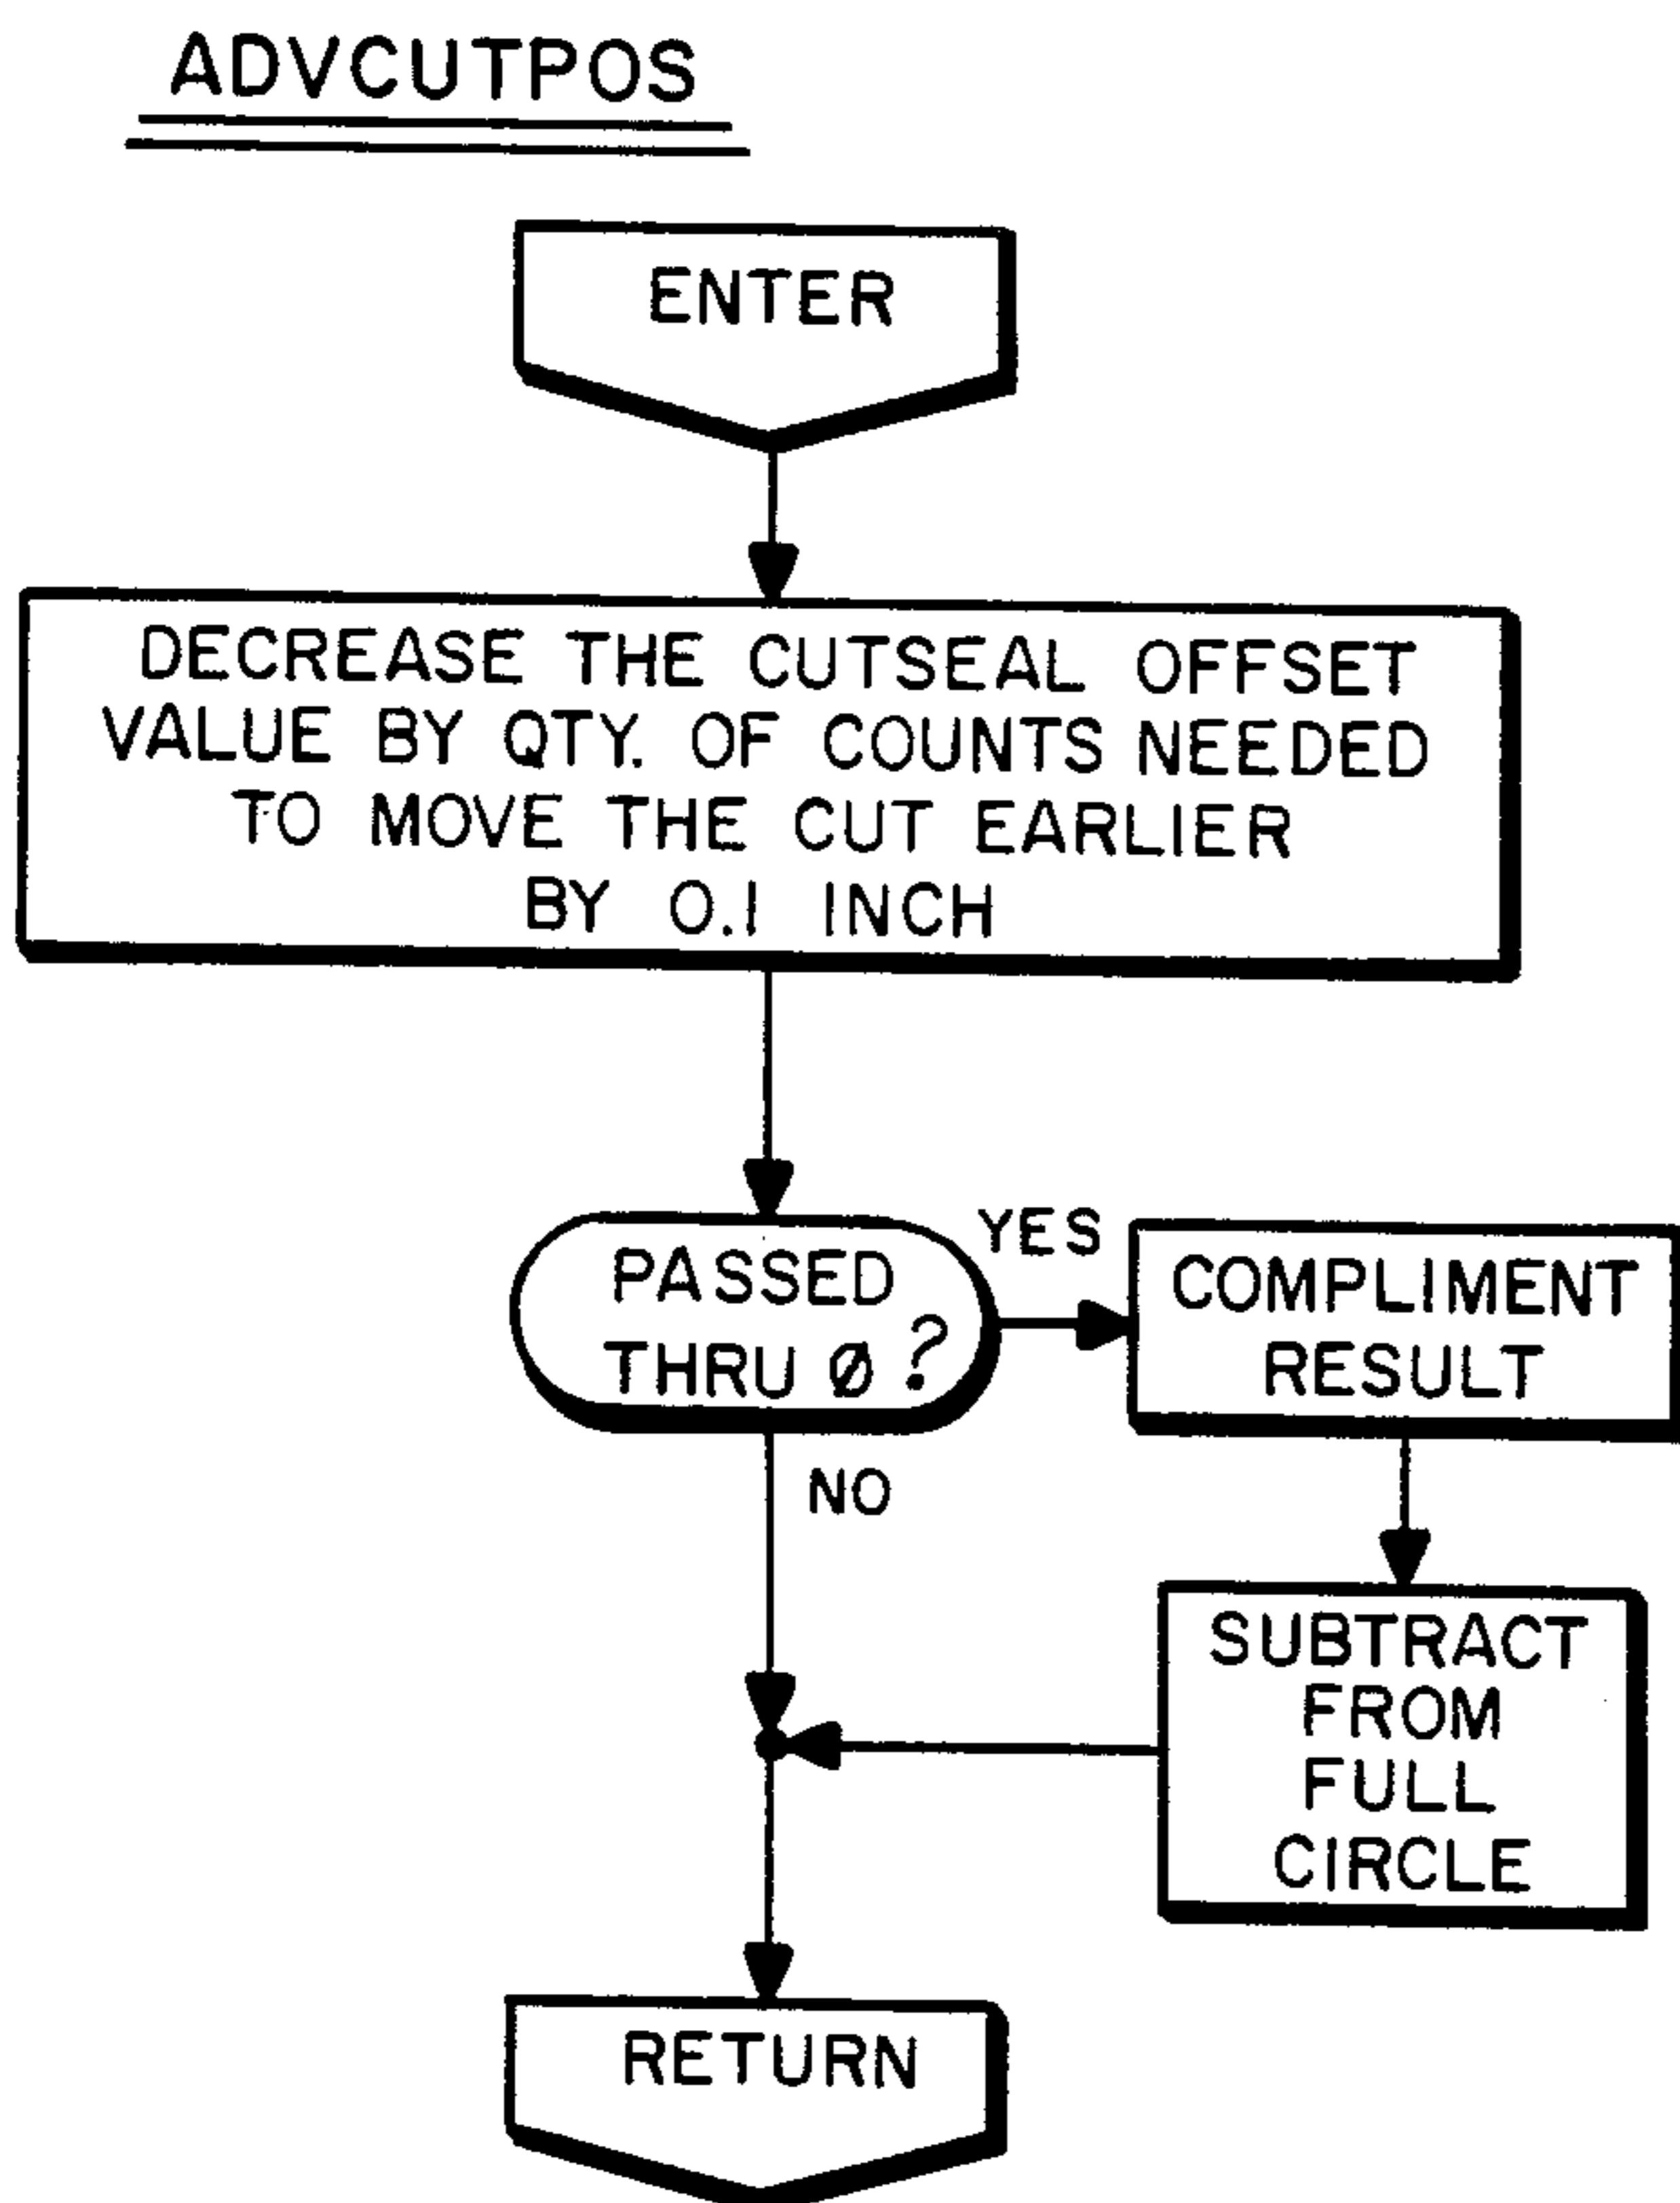 ADVCUTPOS
ENTER
DECREASE THE CUTSEAL OFFSET
VALUE BY QTY. OF COUNTS NEEDED
TO MOVE THE CUT EARLIER
BY 0.1 INCH
PASSED
THRU Ø ?
YES
COMPLIMENT
RESULT
NO
SUBTRACT
FROM
FULL
CIRCLE
RETURN